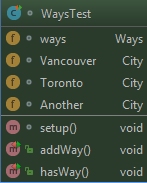 WaysTest
ways Ways
Vancouver City
Toronto City
Another City
setup() void
addWay() void
hasWay() void